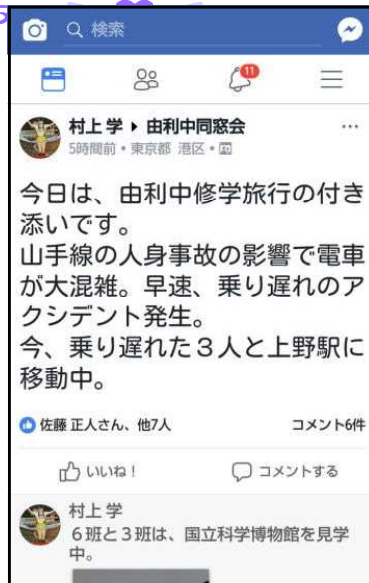 検索
11
村上 学 ▸ 由利中同窓会
5時間前・東京都 港区・
今日は、由利中修学旅行の付き
添いです。
山手線の人身事故の影響で電車
が大混雑。早速、乗り遅れのア
クシデント発生。
今、乗り遅れた3人と上野駅に
移動中。
佐藤 正人さん、他7人 コメント6件
いいね！ コメントする
村上 学
6班と3班は、国立科学博物館を見学
中。